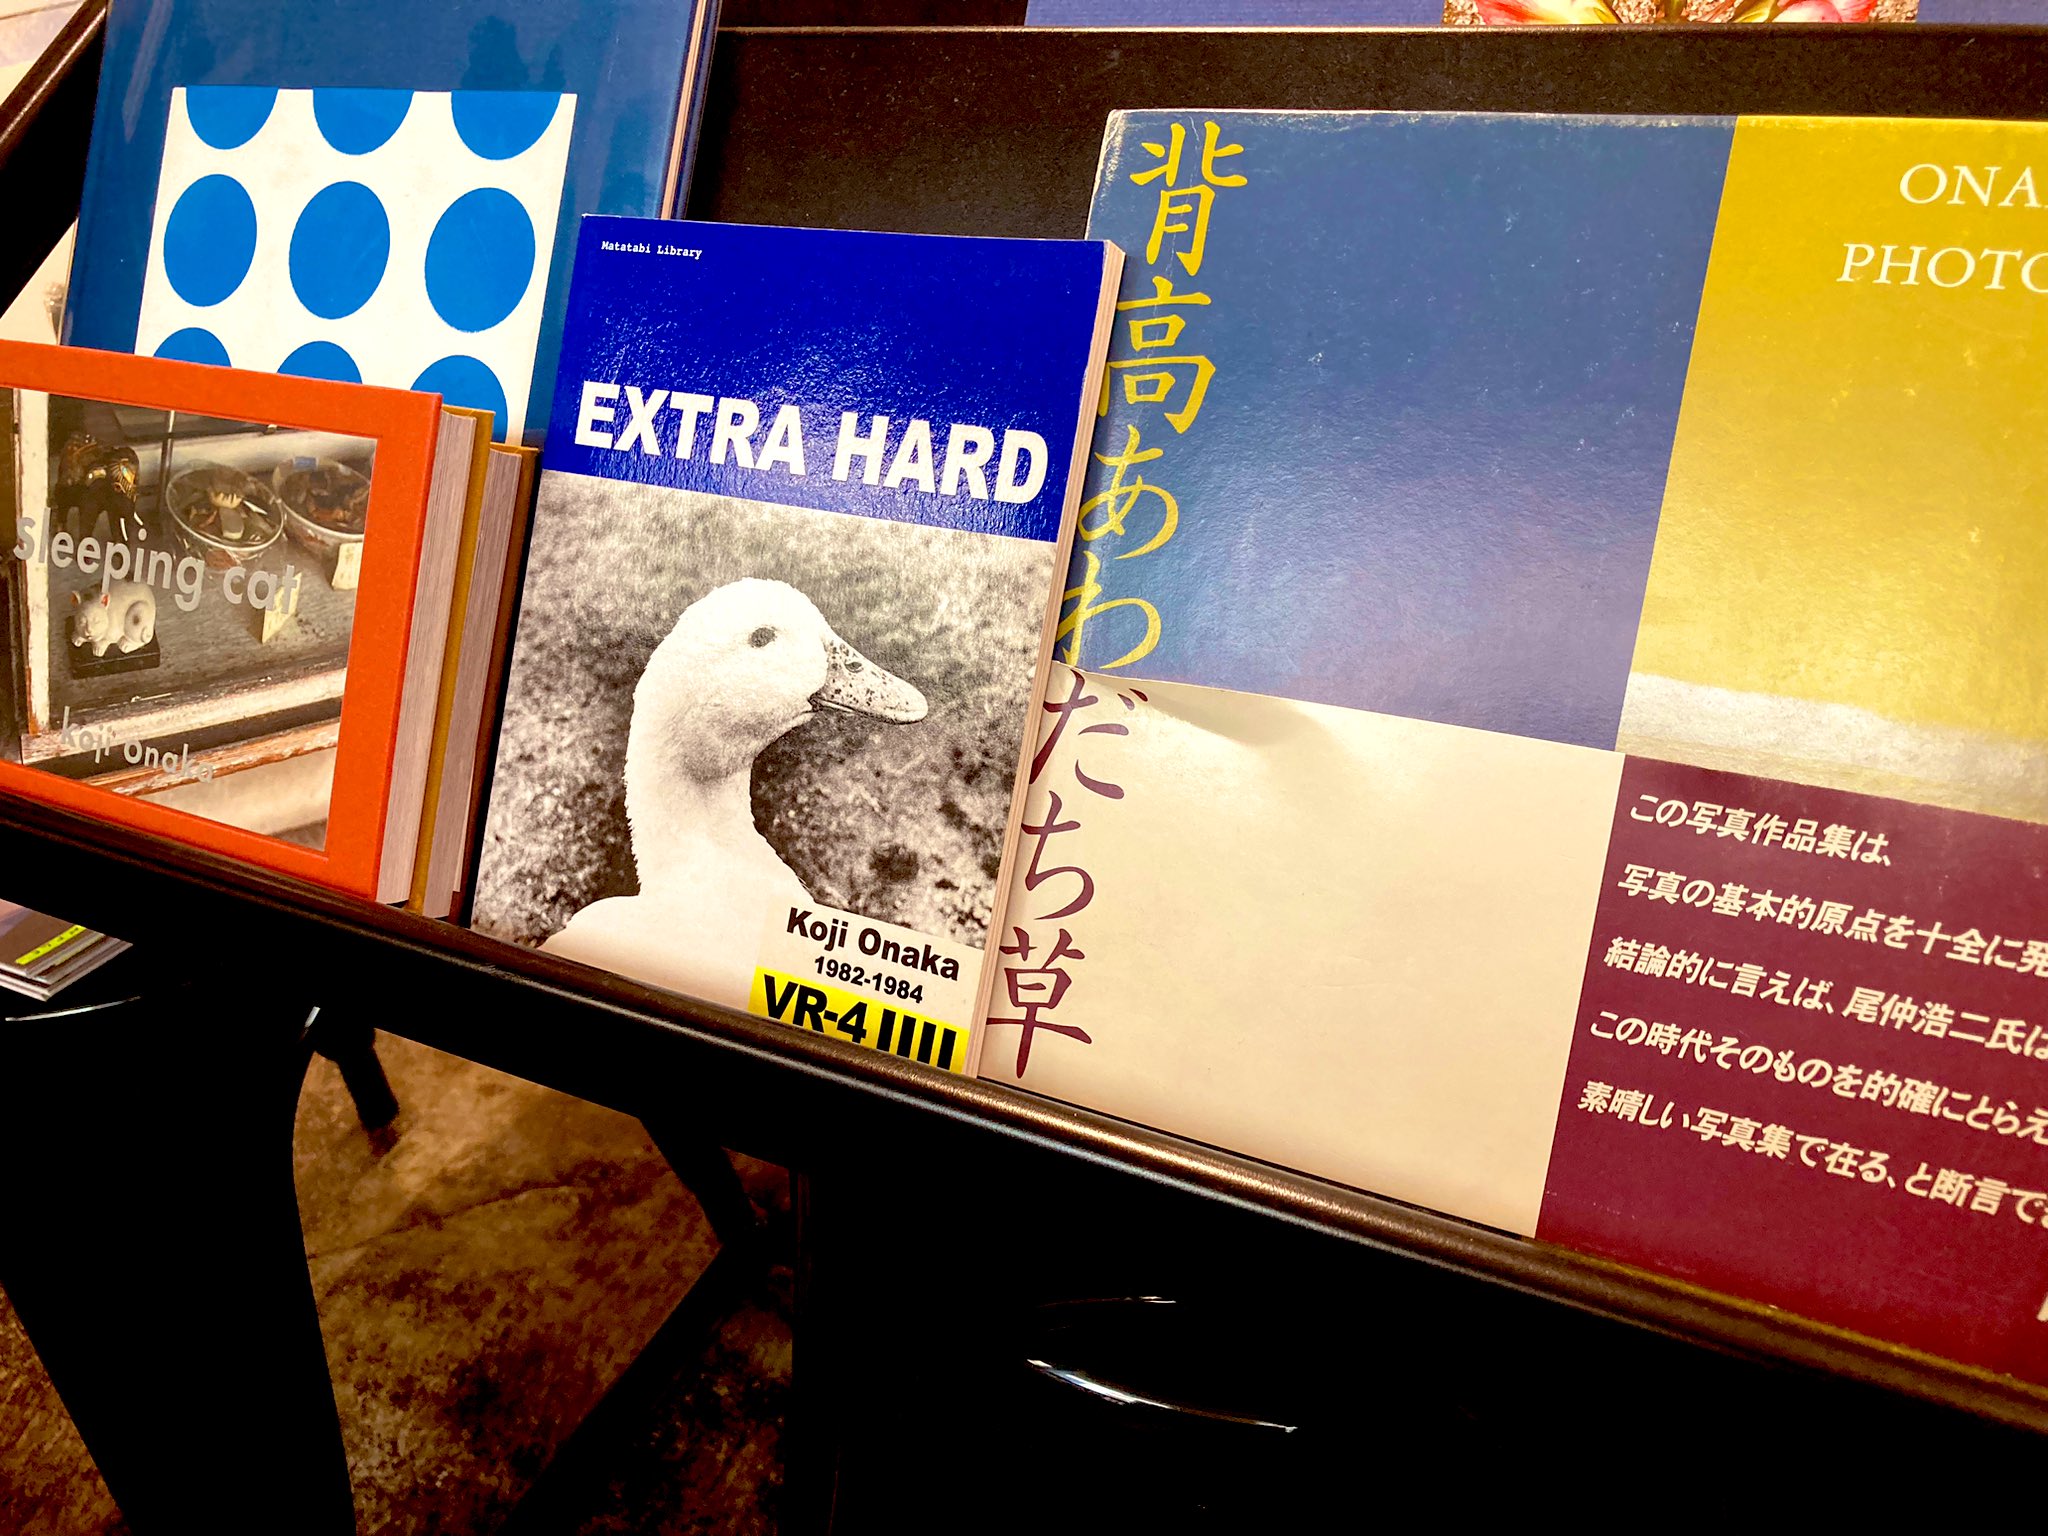 sleeping cat
koji onaka
Matatabi Library
EXTRA HARD
Koji Onaka
1982-1984
VR-4
背高あわだち草
ONA
PHOTO
この写真作品集は、
写真の基本的原点を十全に発
結論的に言えば、尾仲浩二氏は
この時代そのものを的確にとらえ
素晴しい写真集で在る、と断言で